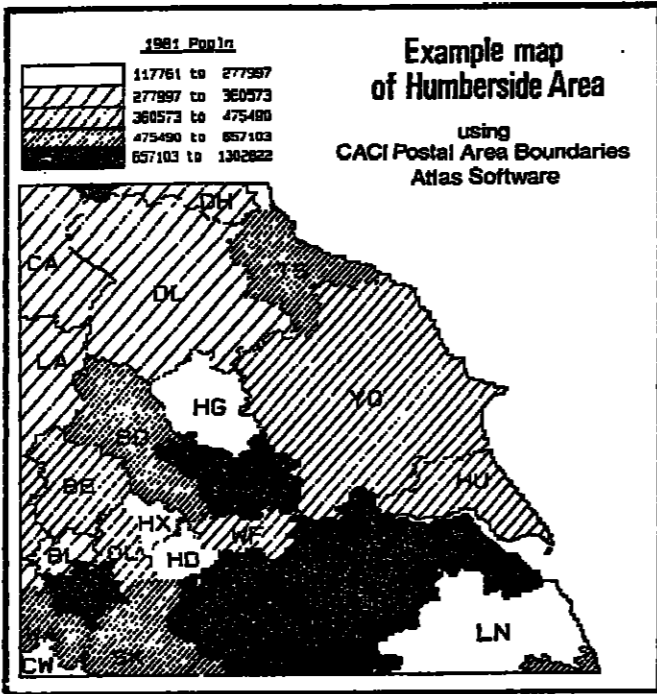 1981 Popln
117761 to 277997
277997 to 360573
360573 to 475490
475490 to 657103
657103 to 1302822
Example map
of Humberside Area
using
CACI Postal Area Boundaries
Atlas Software
DH
CA
TS
DL
LA
HG
YO
BD
BB
HU
HX
WF
BL
OL
HD
LN
SK
CW